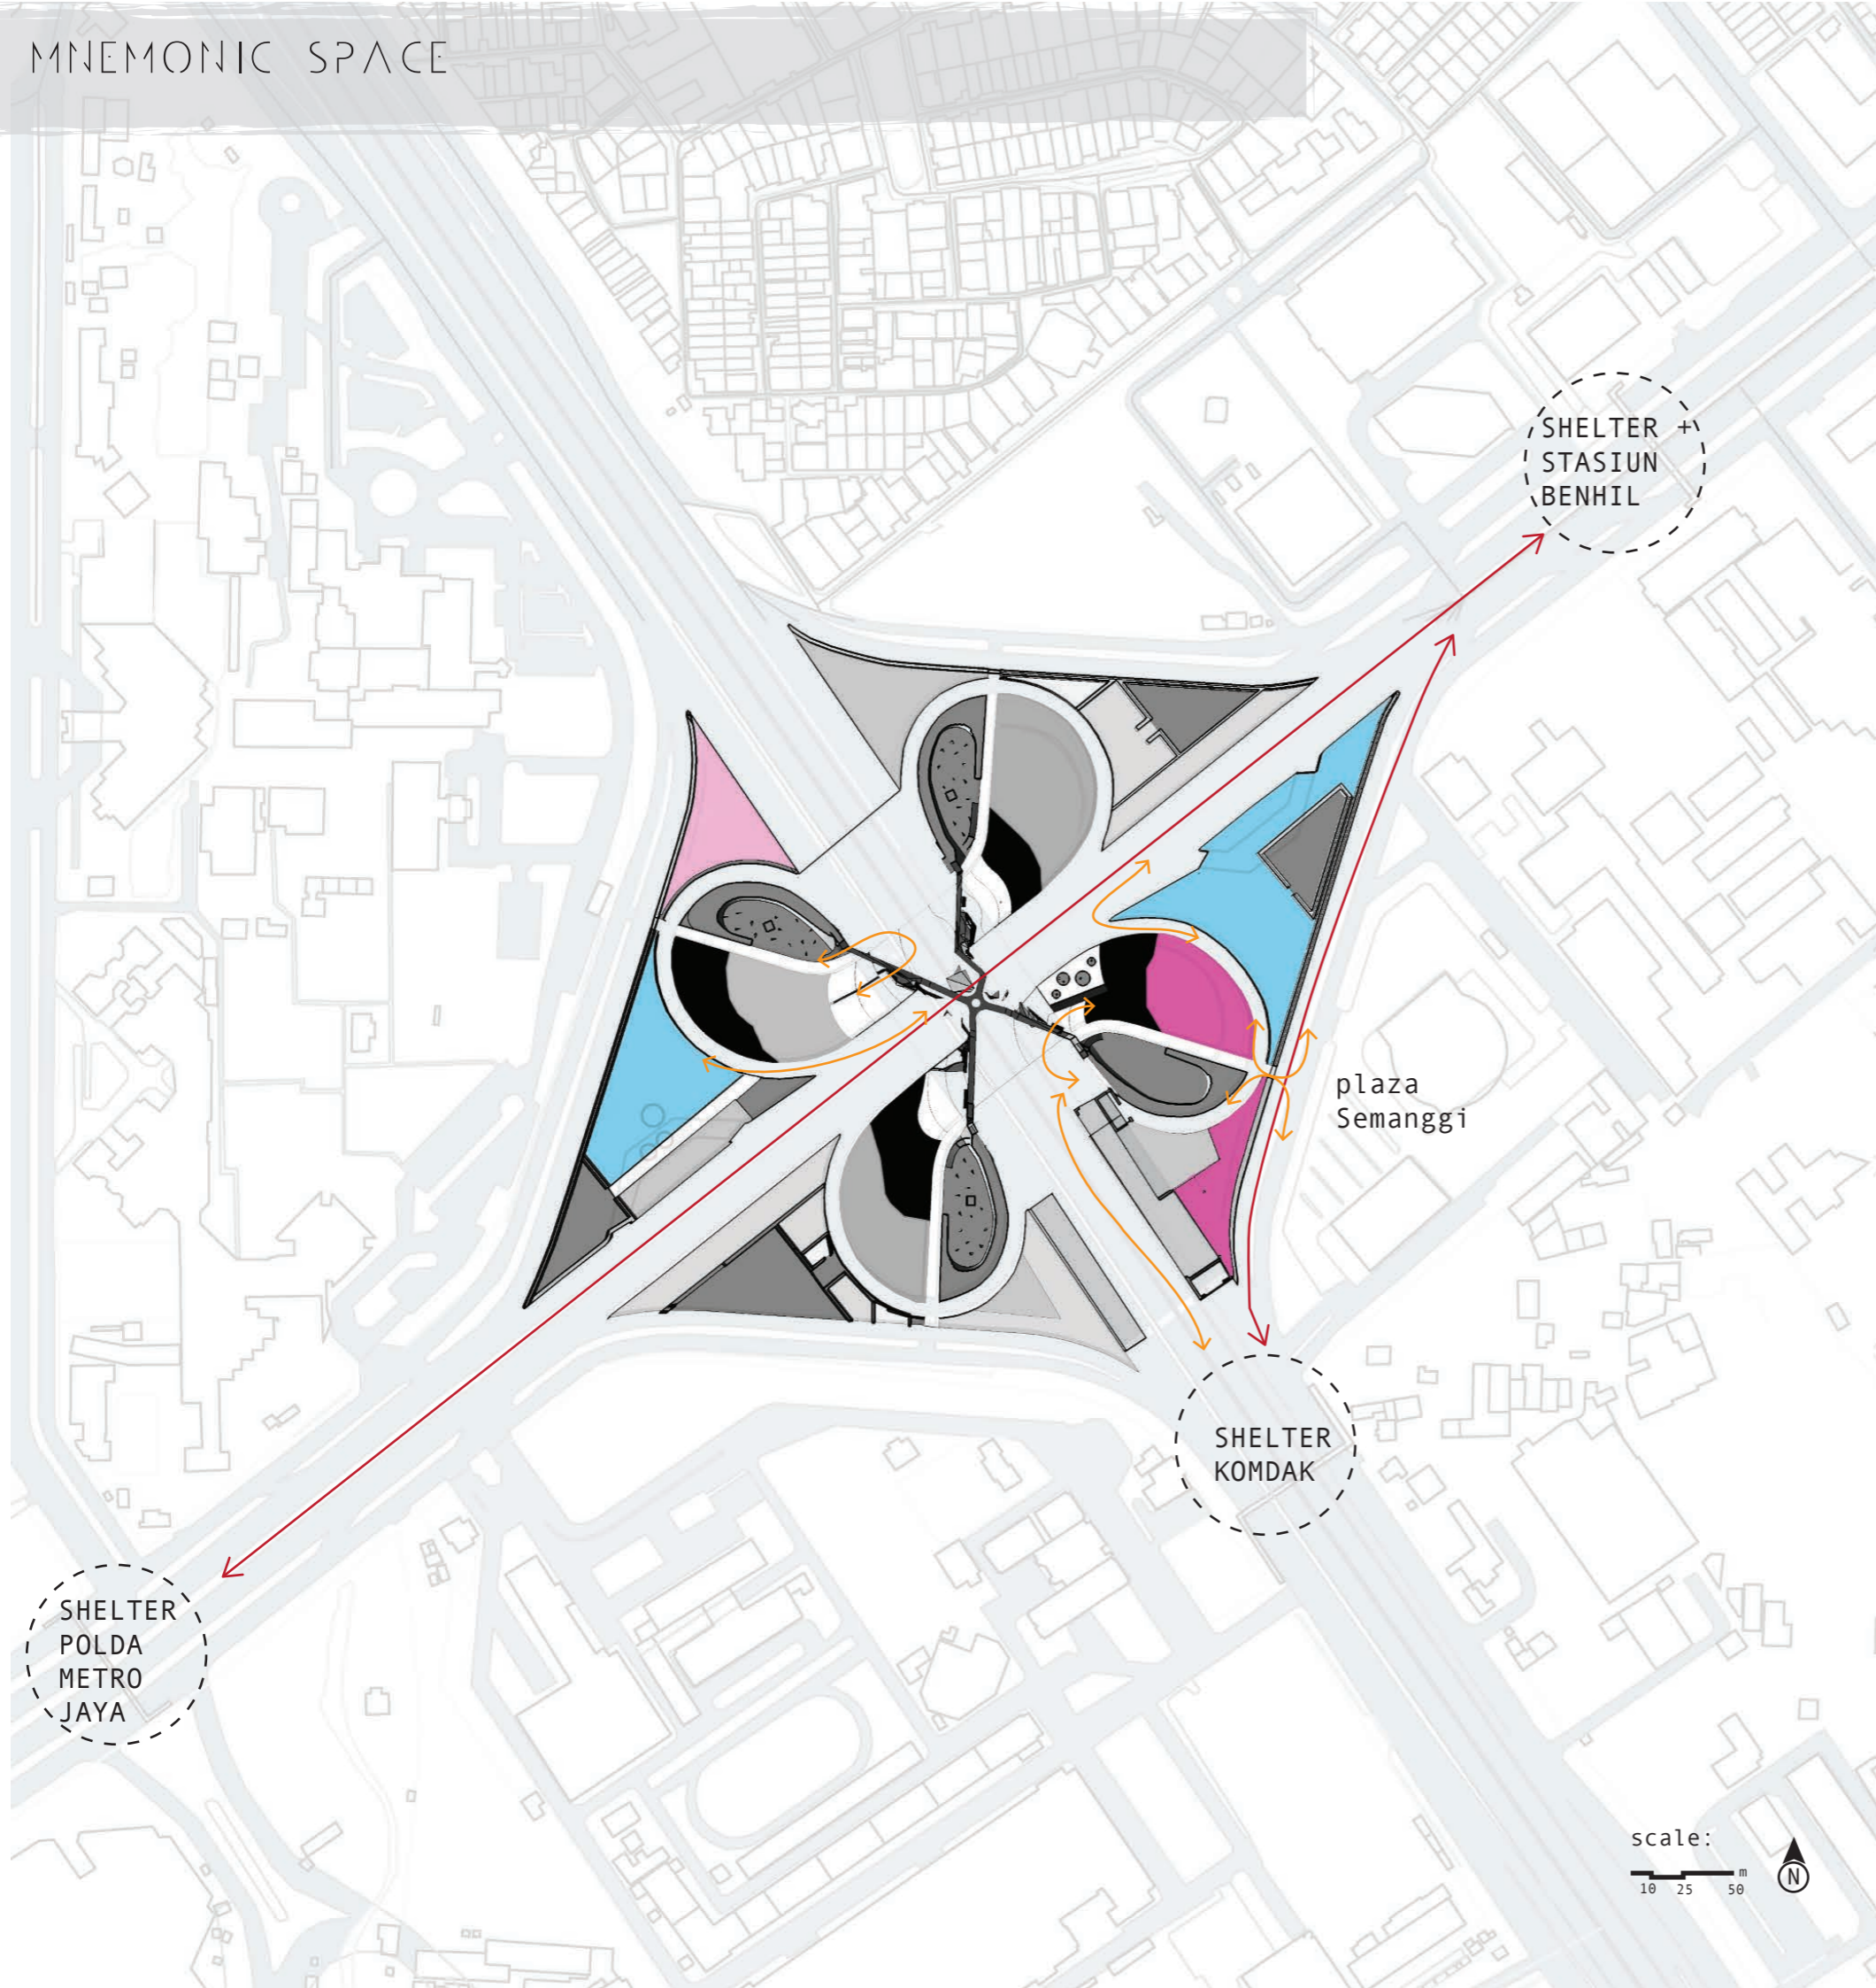 MNEMONIC SPACE
SHELTER +
STASIUN
BENHIL
plaza
Semanggi
SHELTER
KOMDAK
SHELTER
POLDA
METRO
JAYA
scale:
m
10 25 50
N